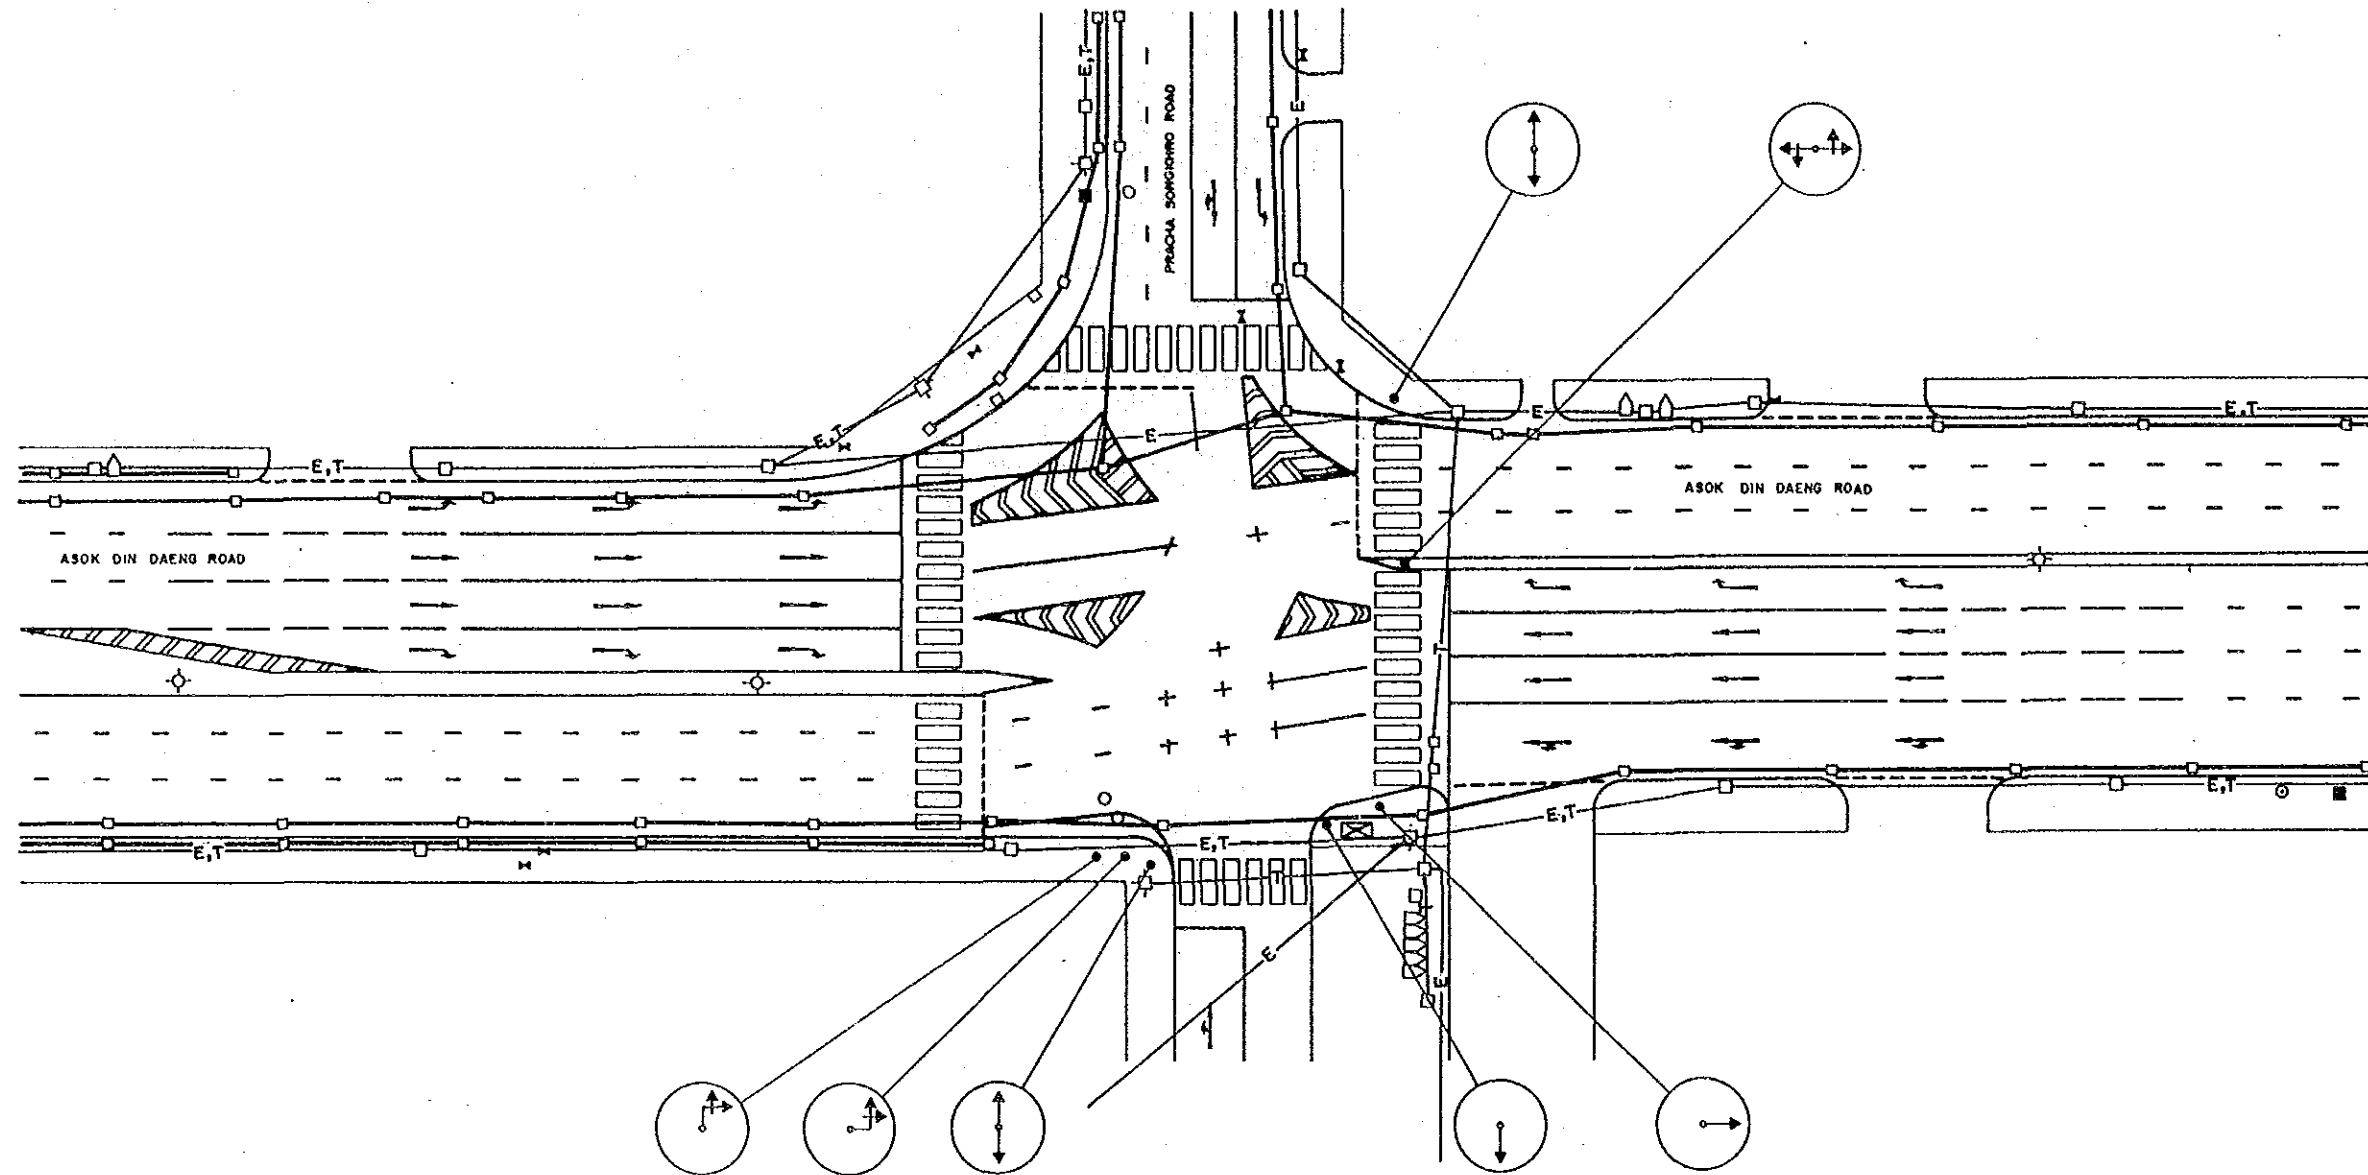 E,T
PRACHA SONGKHRO ROAD
E
E
E,T
E
E,T
E,T
ASOK DIN DAENG ROAD
ASOK DIN DAENG ROAD
T
E,T
E,T
E,T
E,T
T
E
E